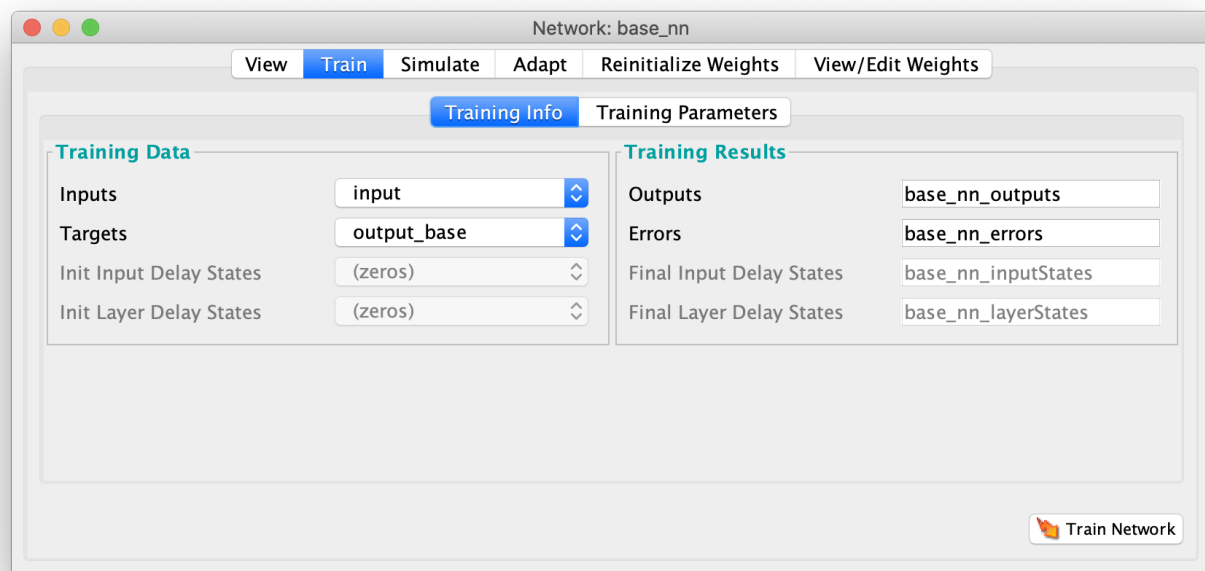 Network: base_nn
View Train Simulate Adapt Reinitialize Weights View/Edit Weights
Training Info Training Parameters
Training Data
Inputs input
Targets output_base
Init Input Delay States (zeros)
Init Layer Delay States (zeros)
Training Results
Outputs base_nn_outputs
Errors base_nn_errors
Final Input Delay States base_nn_inputStates
Final Layer Delay States base_nn_layerStates
Train Network